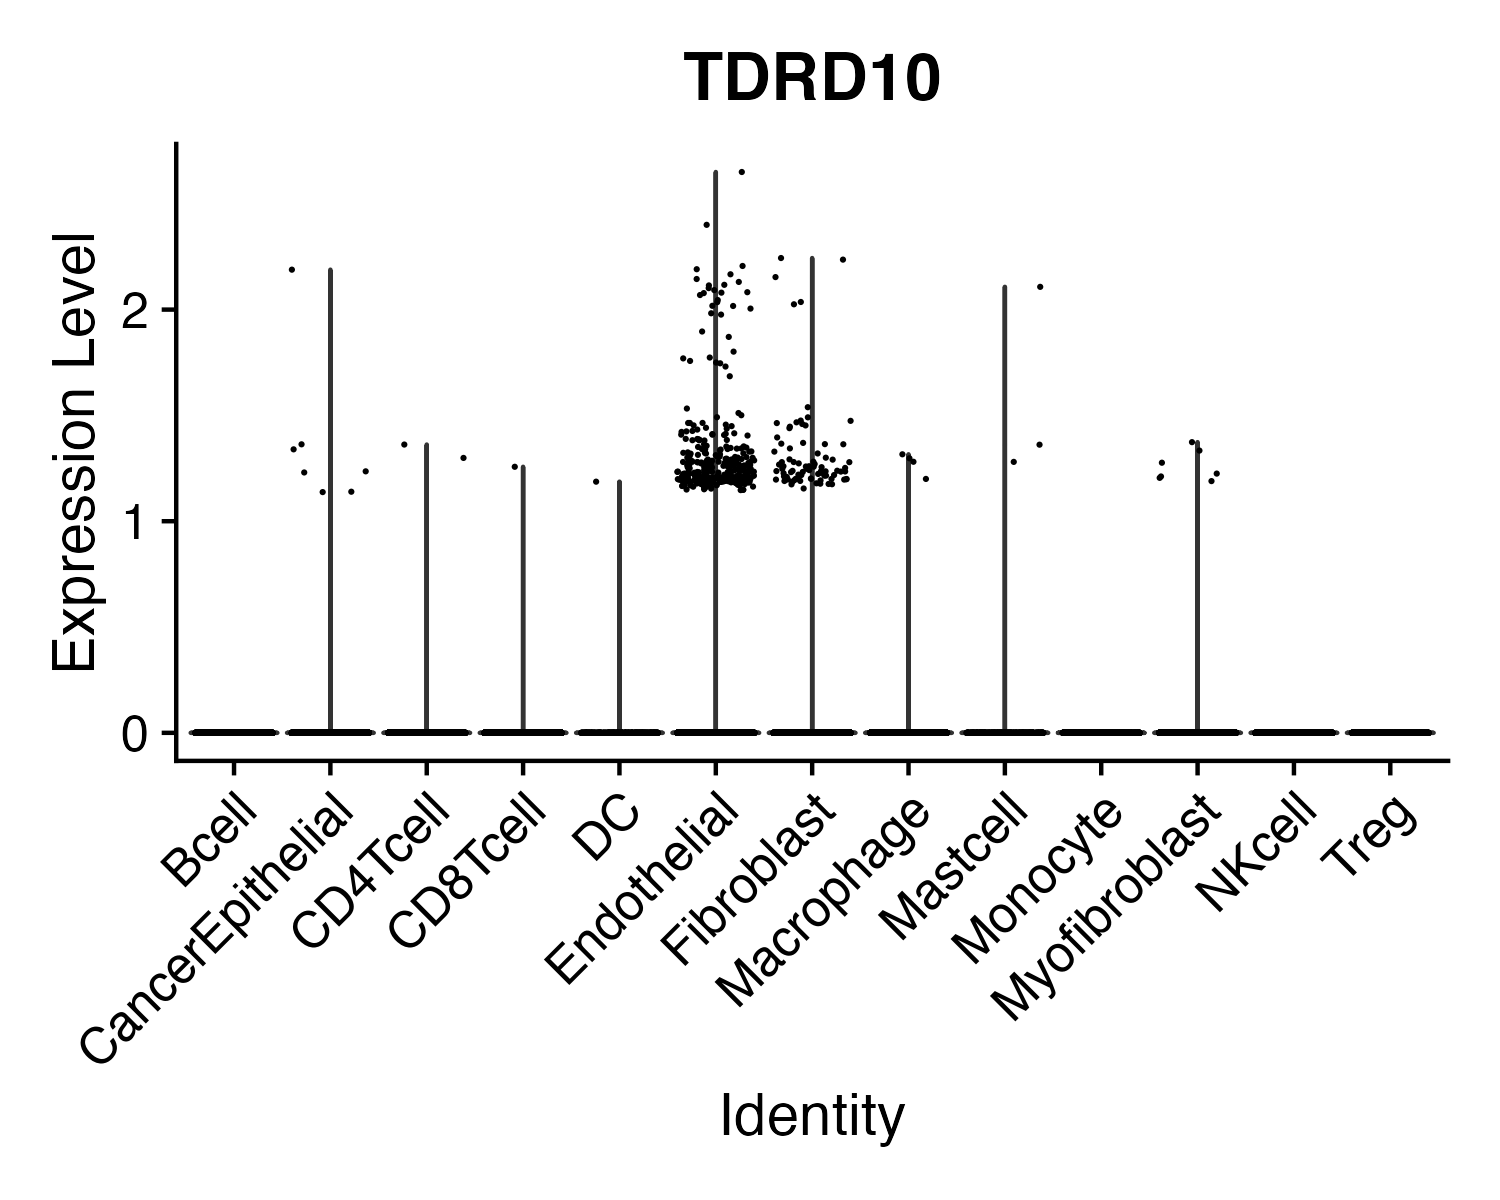 TDRD10
Expression Level
2
1
0
Bcell
CancerEpithelial
CD4Tcell
CD8Tcell
DC
Endothelial
Fibroblast
Macrophage
Mastcell
Monocyte
Myofibroblast
NKcell
Treg
Identity